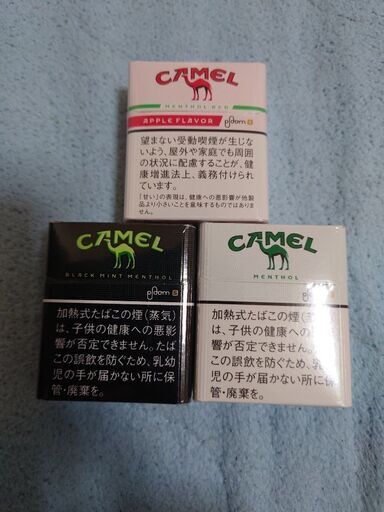 CAMEL
MENTHOL RED
APPLE FLAVOR ploom S
望まない受動喫煙が生じな
いよう、屋外や家庭でも周囲
の状況に配慮することが、健
康増進法上、義務付けられ
ています。
「甘い」の表現は、健康への悪影響が他製
品より小さいことを意味するものではありま
せん。
CAMEL
BLACK MINT MENTHOL
ploom S
加熱式たばこの煙(蒸気)
は、子供の健康への悪影
響が否定できません。たば
この誤飲を防ぐため、乳幼
児の手が届かない所に保
管・廃棄を。
CAMEL
MENTHOL
ploom S
加熱式たばこの煙(蒸気)
は、子供の健康への悪影
響が否定できません。たば
この誤飲を防ぐため、乳幼
児の手が届かない所に保
管・廃棄を。